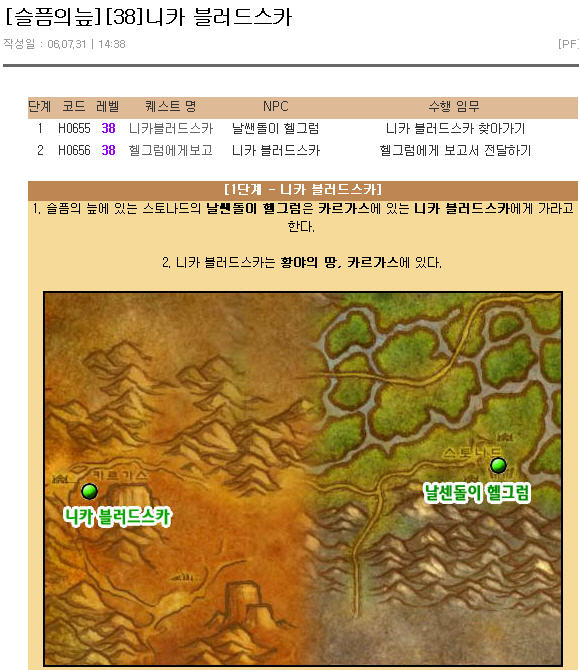 [슬픔의늪][38]니카 블러드스카
작성일 : 06.07.31 | 14:38 [PF]
단계 코드 레벨 퀘스트 명 NPC 수행 임무
1 H0655 38 니카블러드스카 날쌘돌이 헬그럼 니카 블러드스카 찾아가기
2 H0656 38 헬그럼에게보고 니카 블러드스카 헬그럼에게 보고서 전달하기
[1단계 - 니카 블러드스카]
1. 슬픔의 늪에 있는 스토나드의 날쌘돌이 헬그럼은 카르가스에 있는 니카 블러드스카에게 가라고
한다.
2. 니카 블러드스카는 황야의 땅, 카르가스에 있다.
스토나드
카르가스
날센돌이 헬그럼
니카 블러드스카